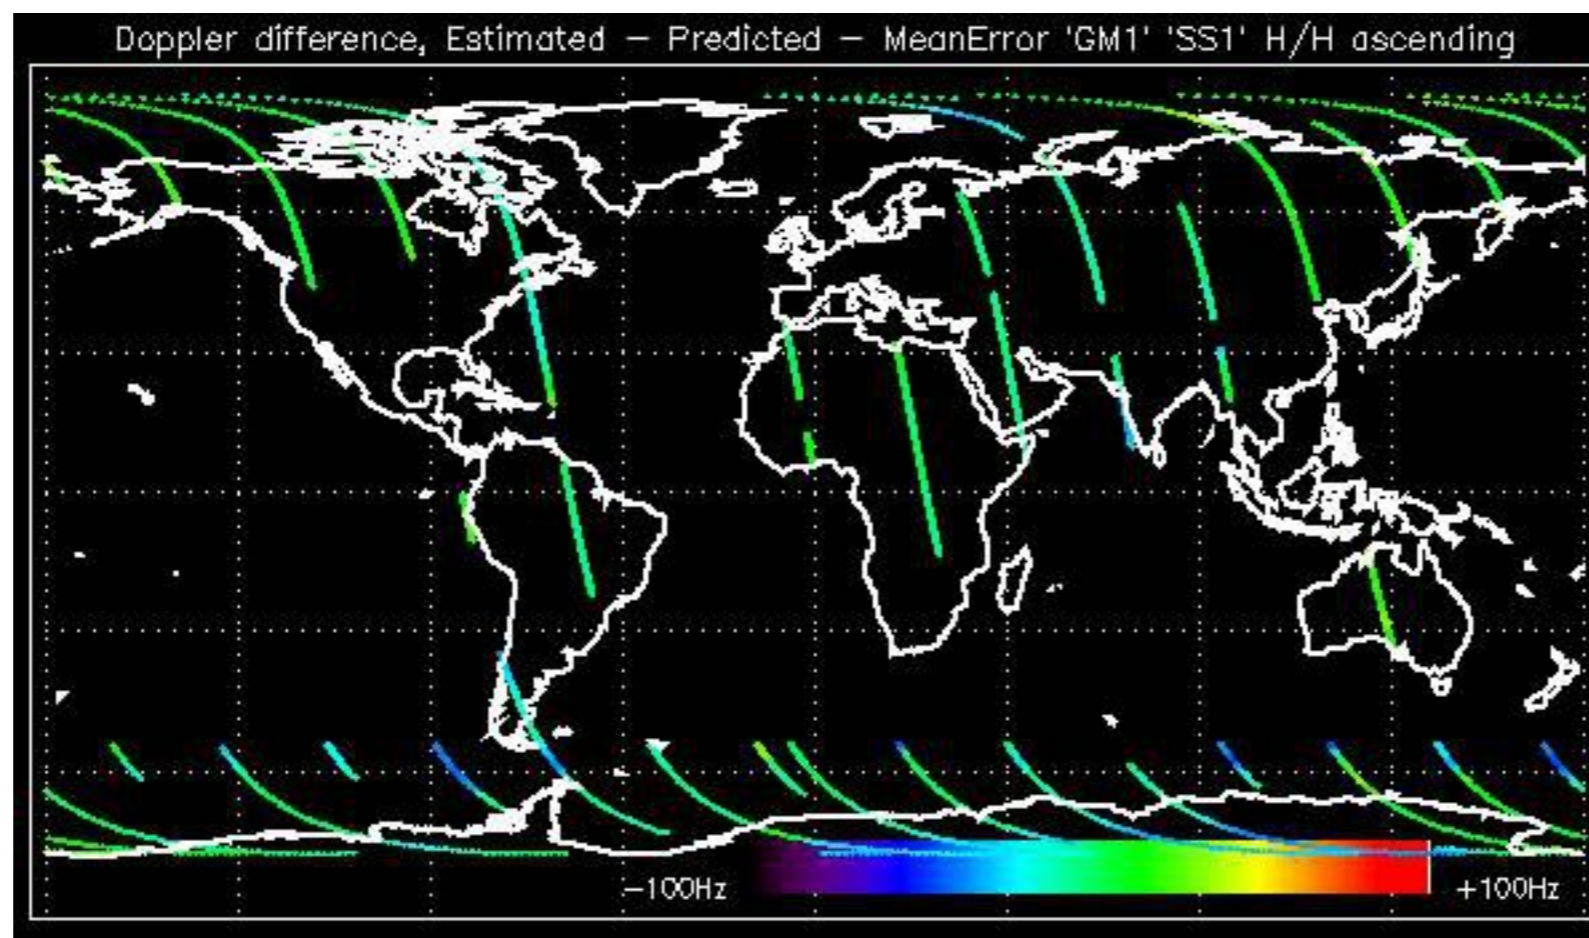 Doppler difference, Estimated – Predicted – MeanError 'GM1' 'SS1' H/H ascending
–100Hz
+100Hz